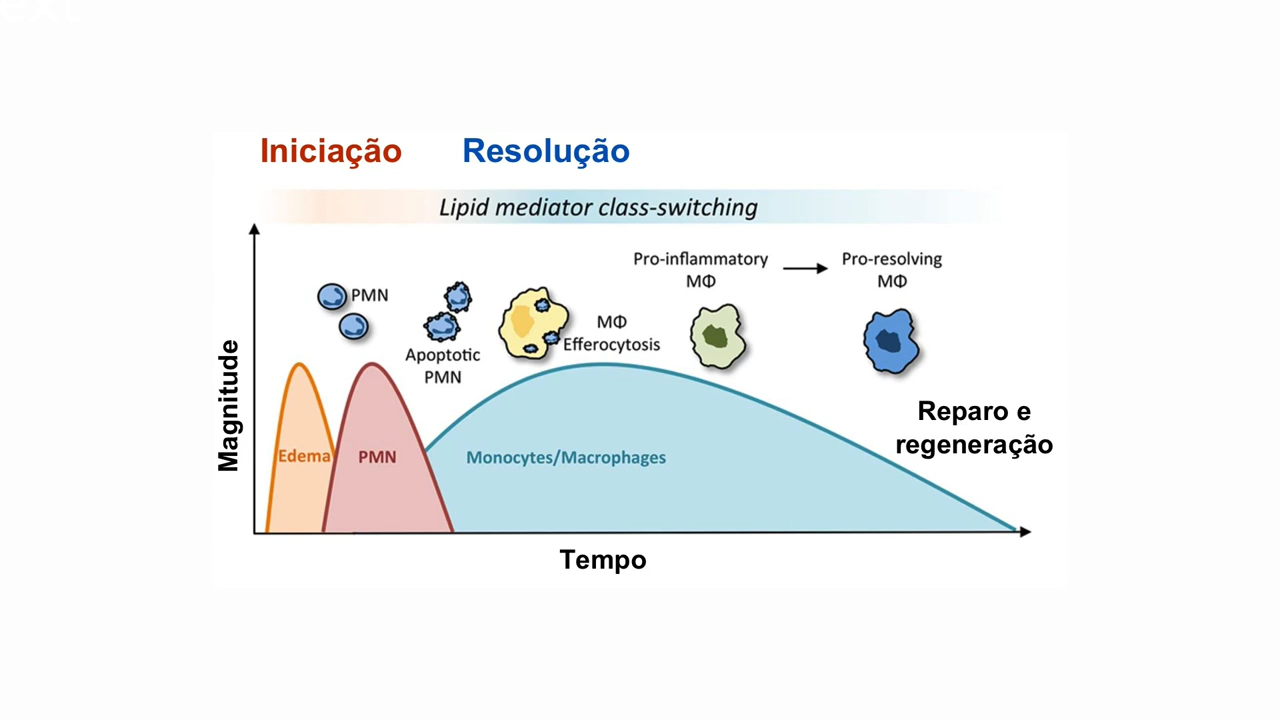 Iniciação
Resolução
Lipid mediator class-switching
Pro-inflammatory
MΦ
Pro-resolving
MΦ
PMN
MΦ
Efferocytosis
Apoptotic
PMN
Magnitude
Reparo e
regeneração
Edema
PMN
Monocytes/Macrophages
Tempo